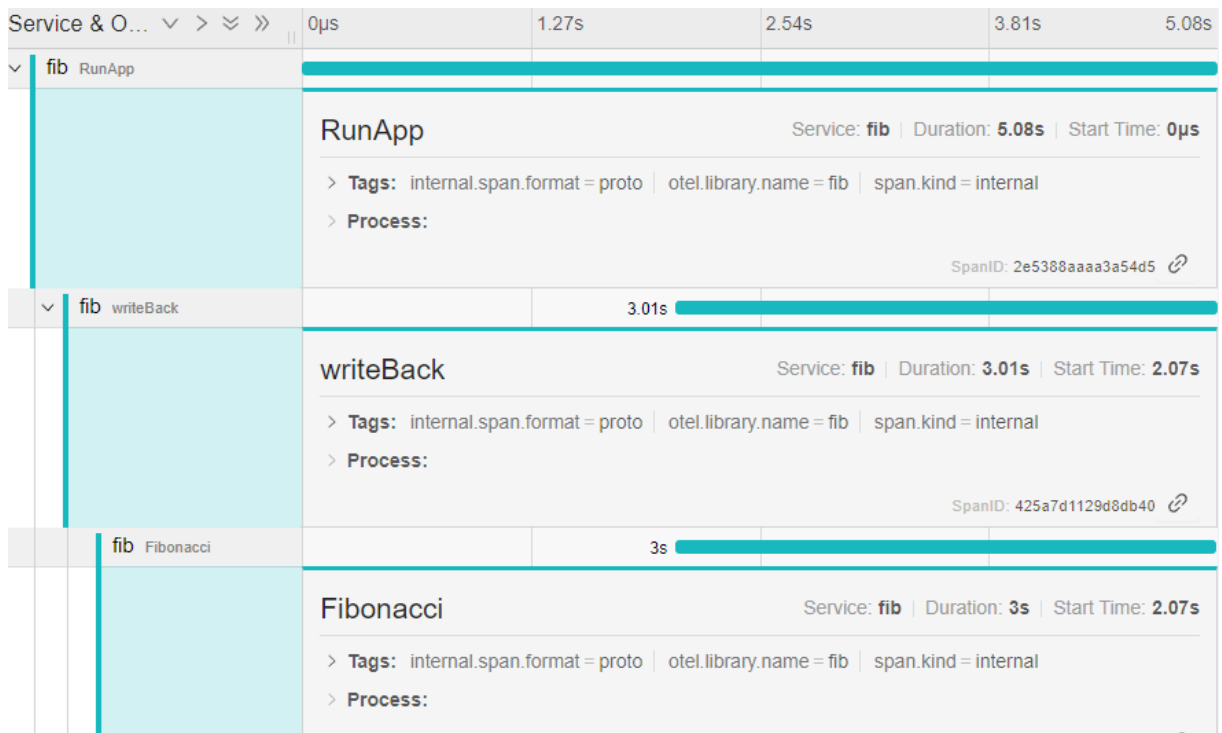 Service & O... 0μs 1.27s 2.54s 3.81s 5.08s
fib RunApp
RunApp Service: fib Duration: 5.08s Start Time: 0μs
Tags: internal.span.format = proto otel.library.name = fib span.kind = internal
Process:
SpanID: 2e5388aaaa3a54d5
fib writeBack 3.01s
writeBack Service: fib Duration: 3.01s Start Time: 2.07s
Tags: internal.span.format = proto otel.library.name = fib span.kind = internal
Process:
SpanID: 425a7d1129d8db40
fib Fibonacci 3s
Fibonacci Service: fib Duration: 3s Start Time: 2.07s
Tags: internal.span.format = proto otel.library.name = fib span.kind = internal
Process: